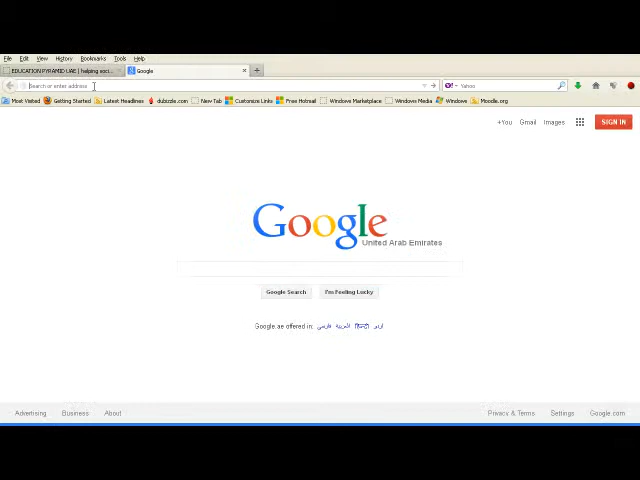 File Edit View History Bookmarks Tools Help
EDUCATION PYRAMID UAE | helping soci...
Google
Search or enter address
Yahoo
Most Visited Getting Started Latest Headlines dubizzle.com New Tab Customize Links Free Hotmail Windows Marketplace Windows Media Windows Moodle.org
+You Gmail Images SIGN IN
Google
United Arab Emirates
Google Search I'm Feeling Lucky
Google.ae offered in: فارسی العربية हिन्दी اردو
Advertising Business About Privacy & Terms Settings Google.com